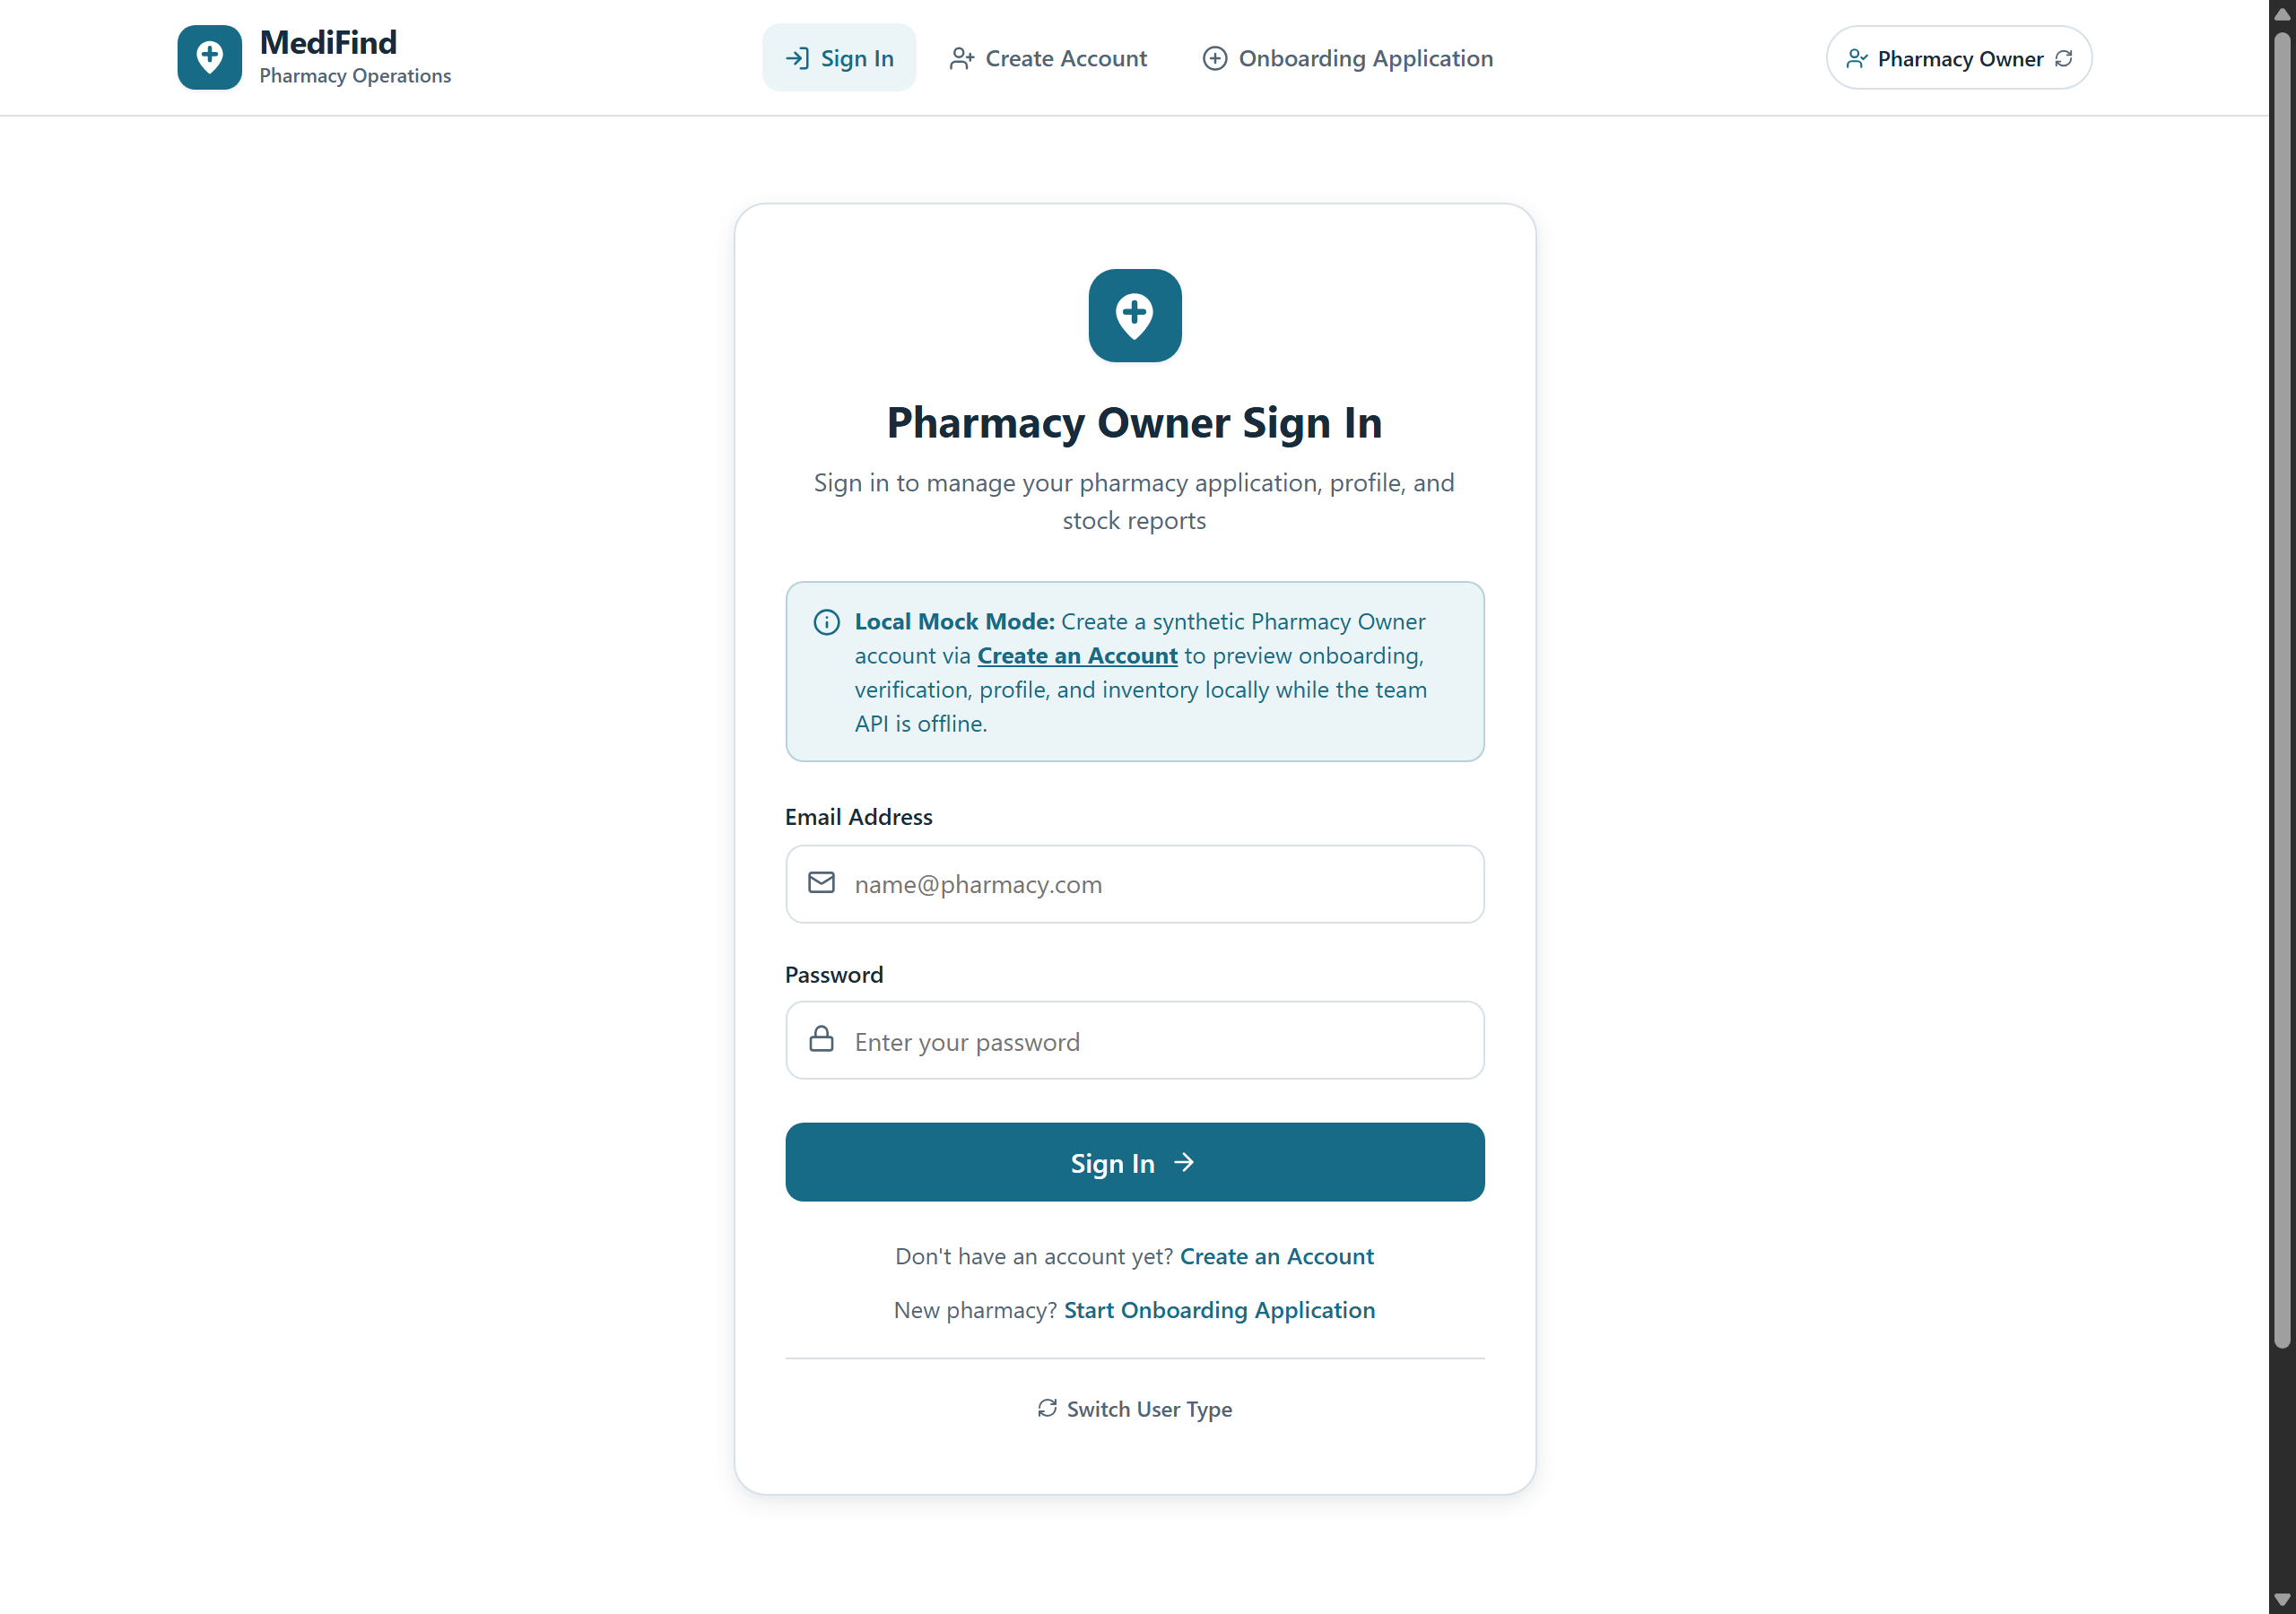 MediFind
Pharmacy Operations
Sign In
Create Account
Onboarding Application
Pharmacy Owner
Pharmacy Owner Sign In
Sign in to manage your pharmacy application, profile, and
stock reports
Local Mock Mode: Create a synthetic Pharmacy Owner
account via Create an Account to preview onboarding,
verification, profile, and inventory locally while the team
API is offline.
Email Address
name@pharmacy.com
Password
Enter your password
Sign In
Don't have an account yet? Create an Account
New pharmacy? Start Onboarding Application
Switch User Type